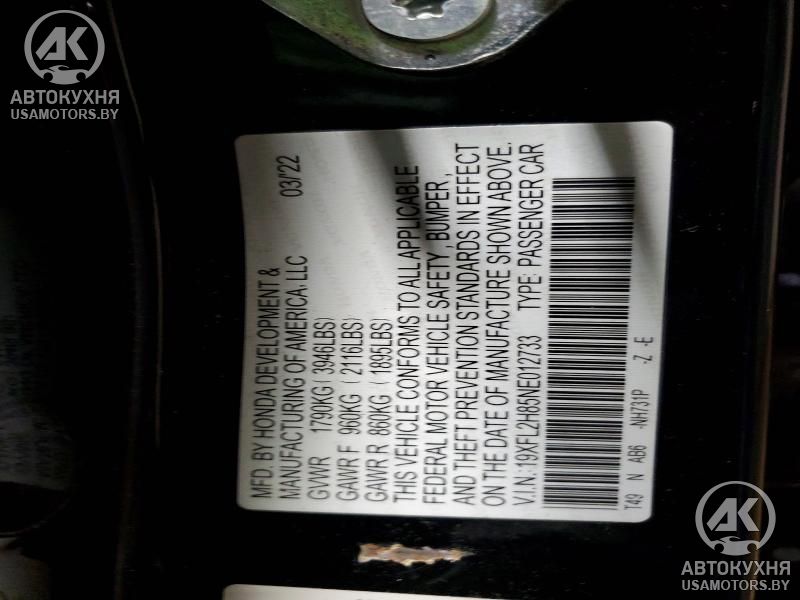 АК
АВТОКУХНЯ
USAMOTORS.BY
MFD. BY HONDA DEVELOPMENT &
MANUFACTURING OF AMERICA, LLC 03/22
GVWR 1790KG ( 3946LBS)
GAWR F 960KG ( 2116LBS)
GAWR R 860KG ( 1895LBS)
THIS VEHICLE CONFORMS TO ALL APPLICABLE
FEDERAL MOTOR VEHICLE SAFETY, BUMPER,
AND THEFT PREVENTION STANDARDS IN EFFECT
ON THE DATE OF MANUFACTURE SHOWN ABOVE.
V.I.N: 19XFL2H85NE012733 TYPE: PASSENGER CAR
T49 N AB6 -NH731P -Z -E
АК
АВТОКУХНЯ
USAMOTORS.BY